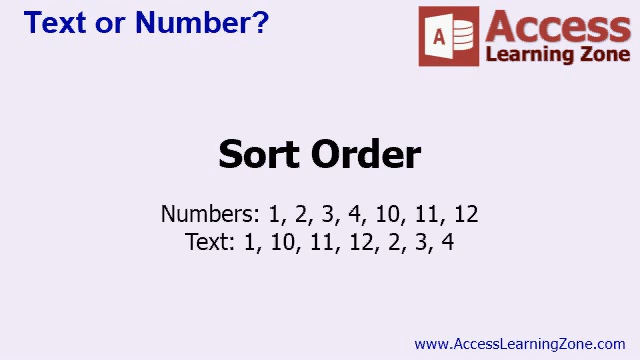 Text or Number?
A
Access
Learning Zone
Sort Order
Numbers: 1, 2, 3, 4, 10, 11, 12
Text: 1, 10, 11, 12, 2, 3, 4
www.AccessLearningZone.com